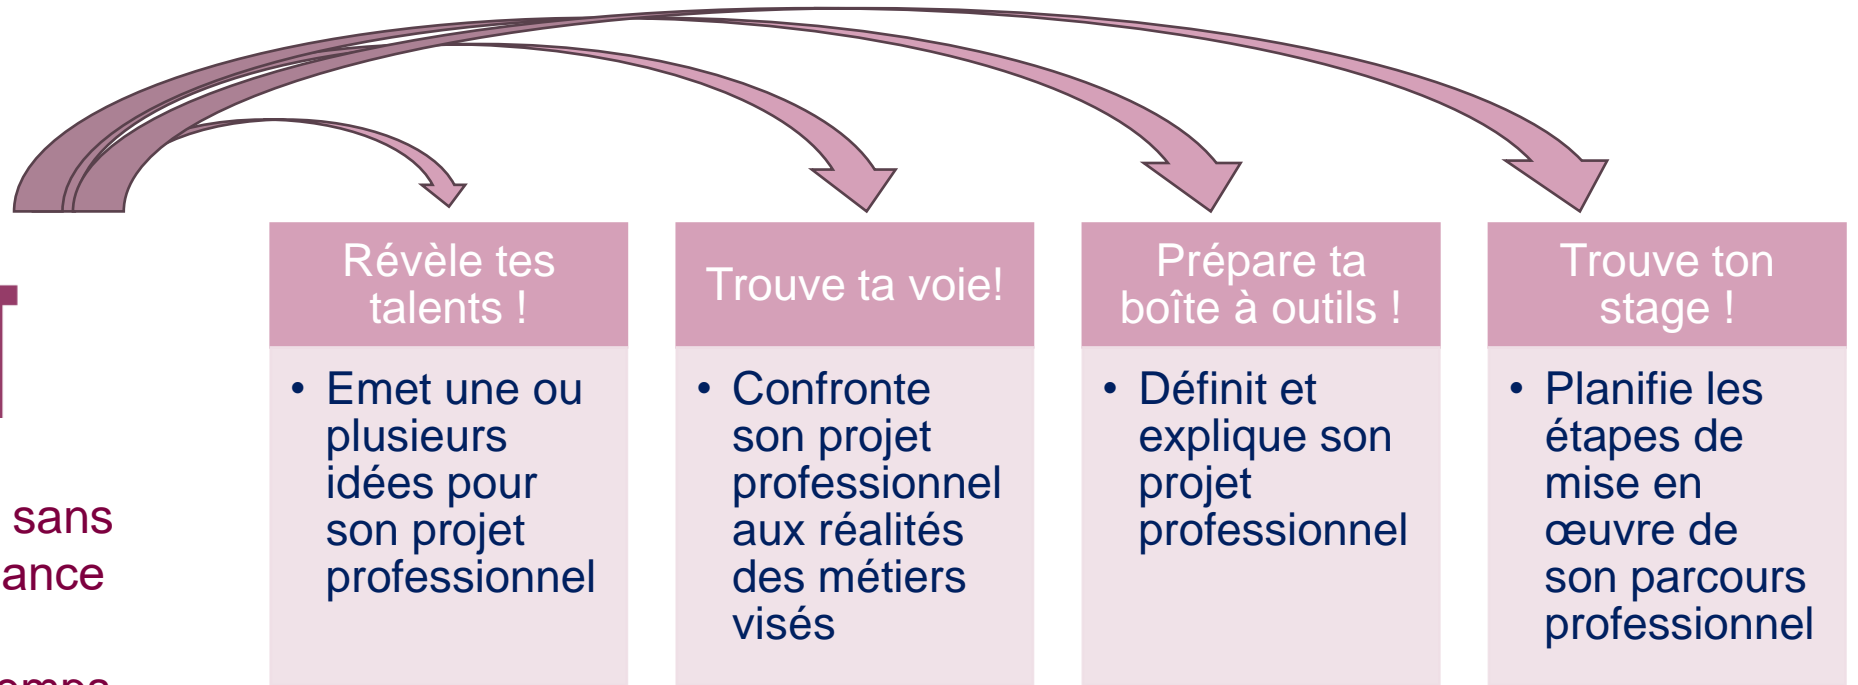 Révèle tes
talents !
Emet une ou
plusieurs
idées pour
son projet
professionnel
Trouve ta voie!
Confronte
son projet
professionnel
aux réalités
des métiers
visés
Prépare ta
boîte à outils !
Définit et
explique son
projet
professionnel
Trouve ton
stage !
Planifie les
étapes de
mise en
œuvre de
son parcours
professionnel
sans
ance